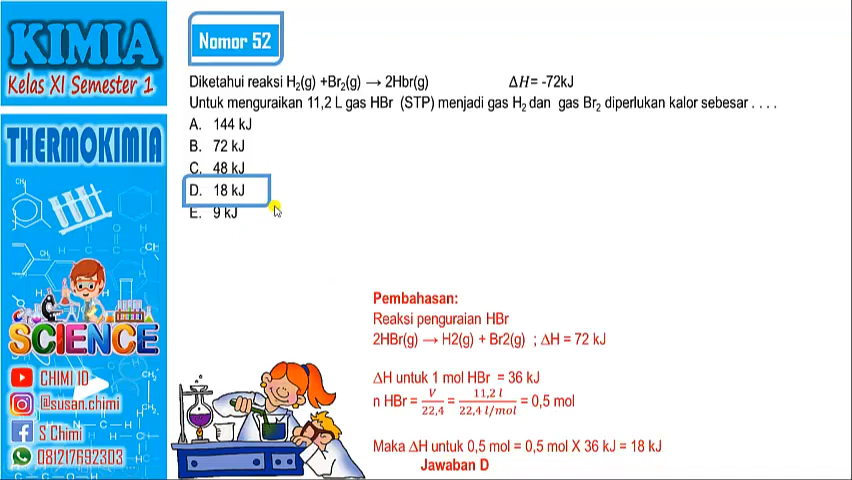 KIMIA
Kelas XI Semester 1
THERMOKIMIA
SCIENCE
CHIMI ID
@susan.chimi
S Chimi
081217692303
Nomor 52
Diketahui reaksi H₂(g) +Br₂(g) → 2Hbr(g) ΔH= -72kJ
Untuk menguraikan 11,2 L gas HBr (STP) menjadi gas H₂ dan gas Br₂ diperlukan kalor sebesar . . . .
A. 144 kJ
B. 72 kJ
C. 48 kJ
D. 18 kJ
E. 9 kJ
Pembahasan:
Reaksi penguraian HBr
2HBr(g) → H2(g) + Br2(g) ; ΔH = 72 kJ
ΔH untuk 1 mol HBr = 36 kJ
n HBr = V/22,4 = 11,2 l/22,4 l/mol = 0,5 mol
Maka ΔH untuk 0,5 mol = 0,5 mol X 36 kJ = 18 kJ
Jawaban D